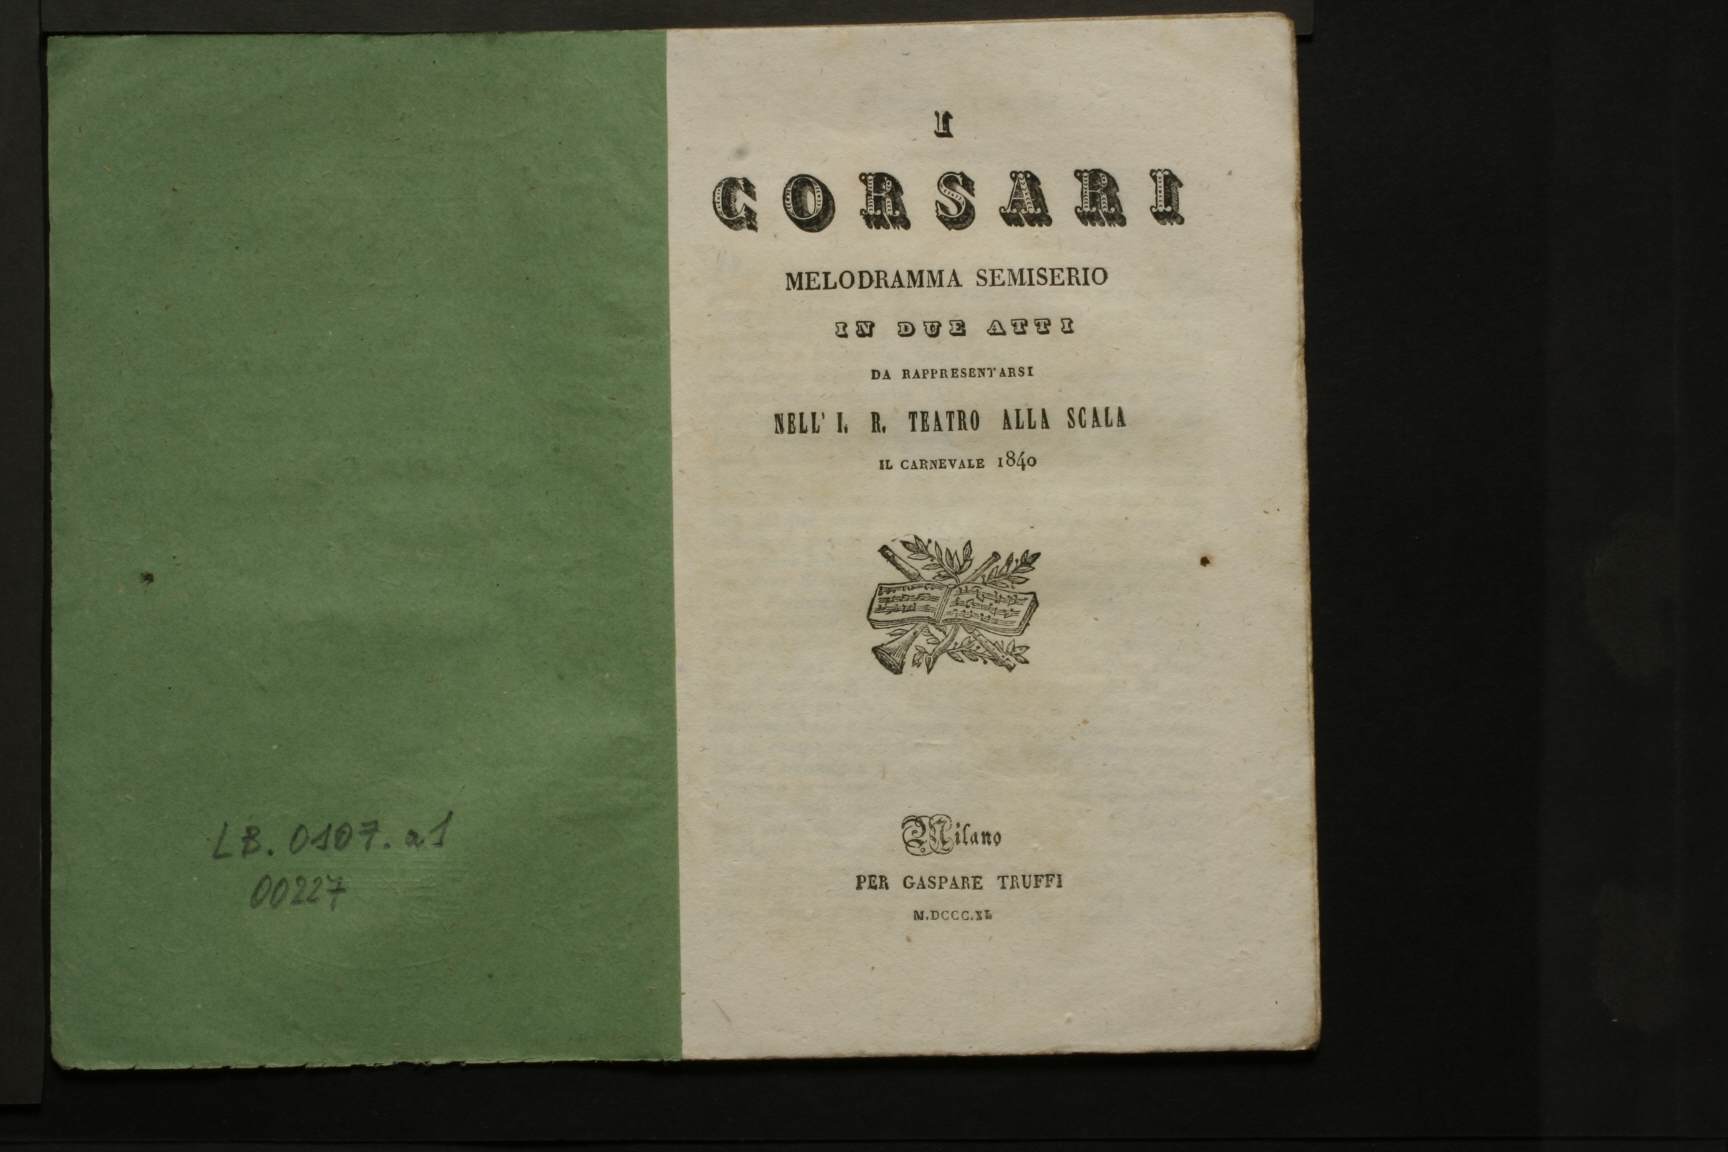 LB. 0107. a1
00227
I
CORSARI
MELODRAMMA SEMISERIO
IN DUE ATTI
DA RAPPRESENTARSI
NELL' I. R. TEATRO ALLA SCALA
IL CARNEVALE 1840
Milano
PER GASPARE TRUFFI
M.DCCC.XL